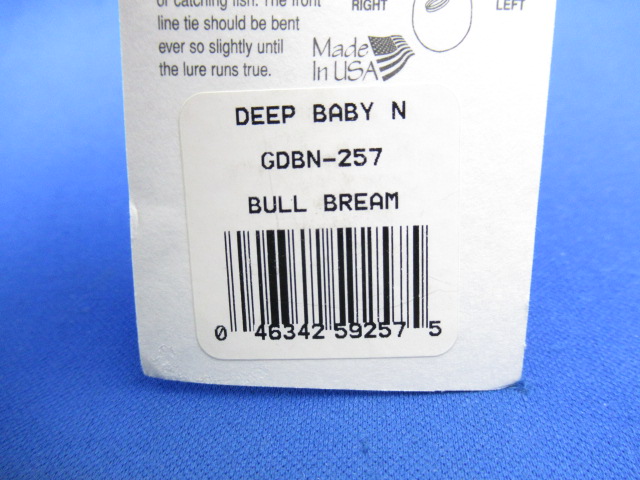 of catching fish. The front
line tie should be bent
ever so slightly until
the lure runs true.
RIGHT
LEFT
Made
In USA
DEEP BABY N
GDBN-257
BULL BREAM
0 46342 59257 5